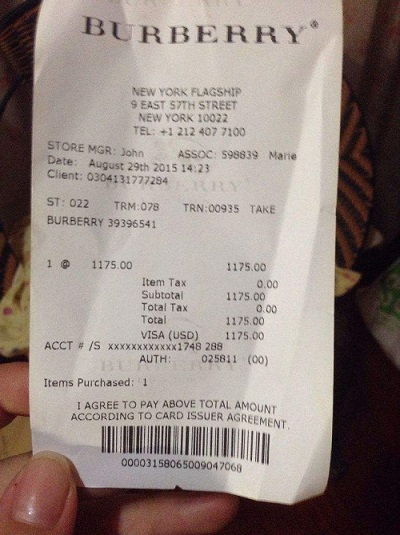 BURBERRY®
NEW YORK FLAGSHIP
9 EAST 57TH STREET
NEW YORK 10022
TEL: +1 212 407 7100
STORE MGR: John ASSOC: 598839 Marie
Date: August 29th 2015 14:23
Client: 0304131777284
ST: 022 TRM:078 TRN:00935 TAKE
BURBERRY 39396541
1 @ 1175.00 1175.00
Item Tax 0.00
Subtotal 1175.00
Total Tax 0.00
Total 1175.00
VISA (USD) 1175.00
ACCT # /S xxxxxxxxxxxx1748 288
AUTH: 025811 (00)
Items Purchased: 1
I AGREE TO PAY ABOVE TOTAL AMOUNT
ACCORDING TO CARD ISSUER AGREEMENT.
00003158065009047068